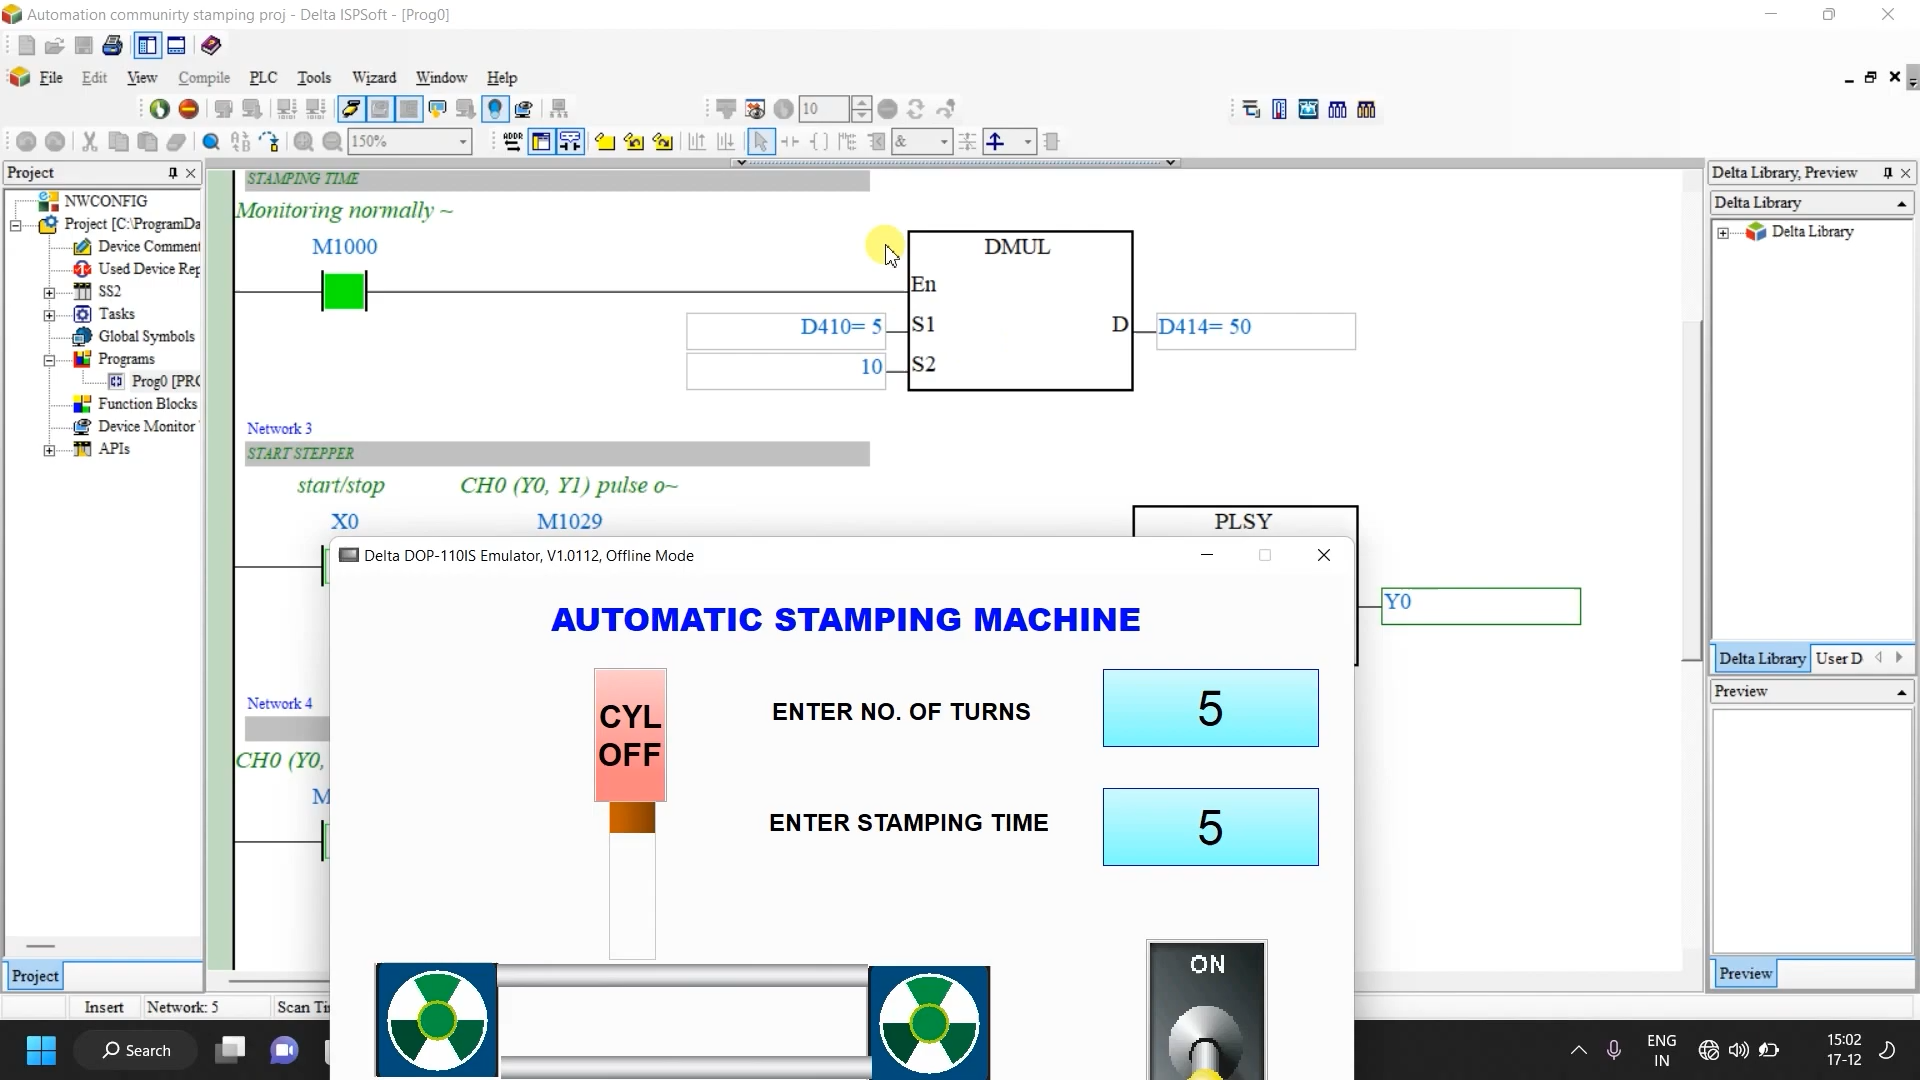 Automation communirty stamping proj - Delta ISPSoft - [Prog0]
File Edit View Compile PLC Tools Wizard Window Help
10
150%
ADDR
&
Project
NWCONFIG
Project [C:\ProgramDa
Device Comment
Used Device Rep
SS2
Tasks
Global Symbols
Programs
Prog0 [PRO
Function Blocks
Device Monitor
APIs
Project
STAMPING TIME
Monitoring normally ~
M1000
DMUL
En
D410= 5 S1 D D414= 50
10 S2
Network 3
START STEPPER
start/stop CH0 (Y0, Y1) pulse o~
X0 M1029 PLSY
Y0
Network 4
CH0 (Y0,
M
Delta DOP-110IS Emulator, V1.0112, Offline Mode
AUTOMATIC STAMPING MACHINE
CYL
OFF
ENTER NO. OF TURNS 5
ENTER STAMPING TIME 5
ON
Delta Library, Preview
Delta Library
Delta Library
Delta Library User D
Preview
Preview
Insert Network: 5 Scan Ti
Search
ENG
IN
15:02
17-12